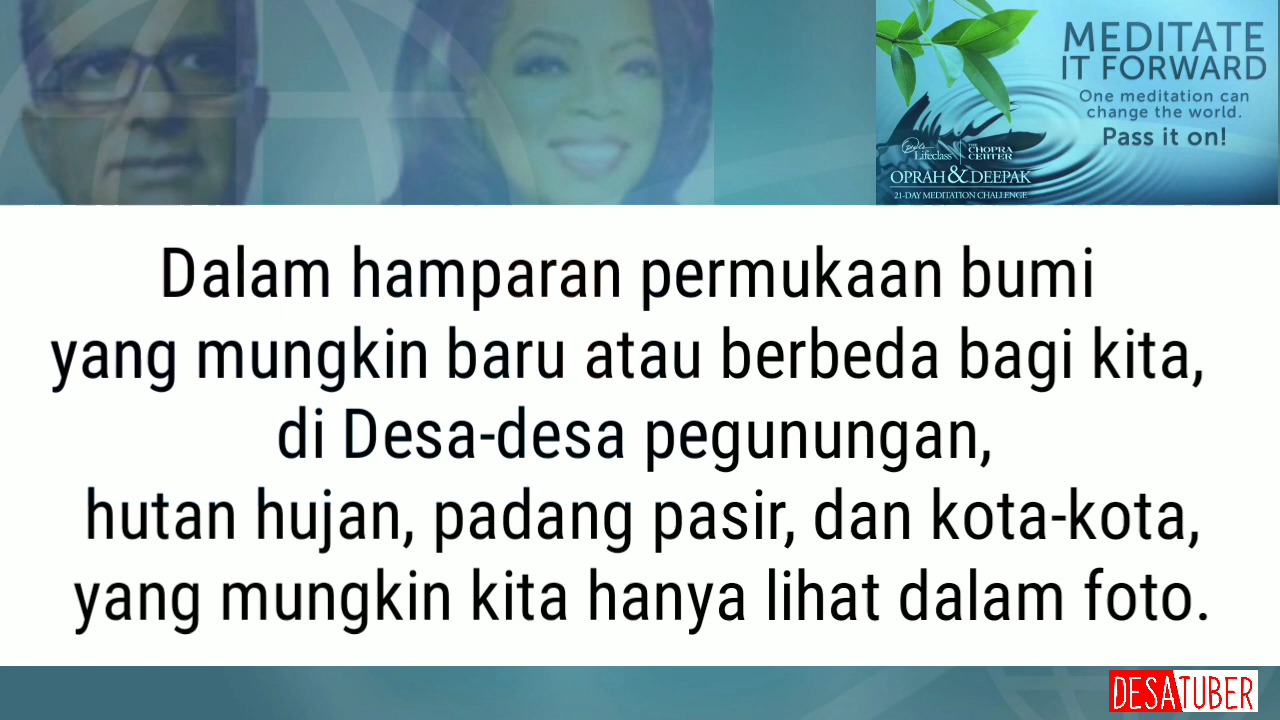 MEDITATE
IT FORWARD
One meditation can
change the world.
Pass it on!
Lifeclass
THE CHOPRA
CENTER
OPRAH & DEEPAK
21-DAY MEDITATION CHALLENGE
Dalam hamparan permukaan bumi
yang mungkin baru atau berbeda bagi kita,
di Desa-desa pegunungan,
hutan hujan, padang pasir, dan kota-kota,
yang mungkin kita hanya lihat dalam foto.
DESATUBER